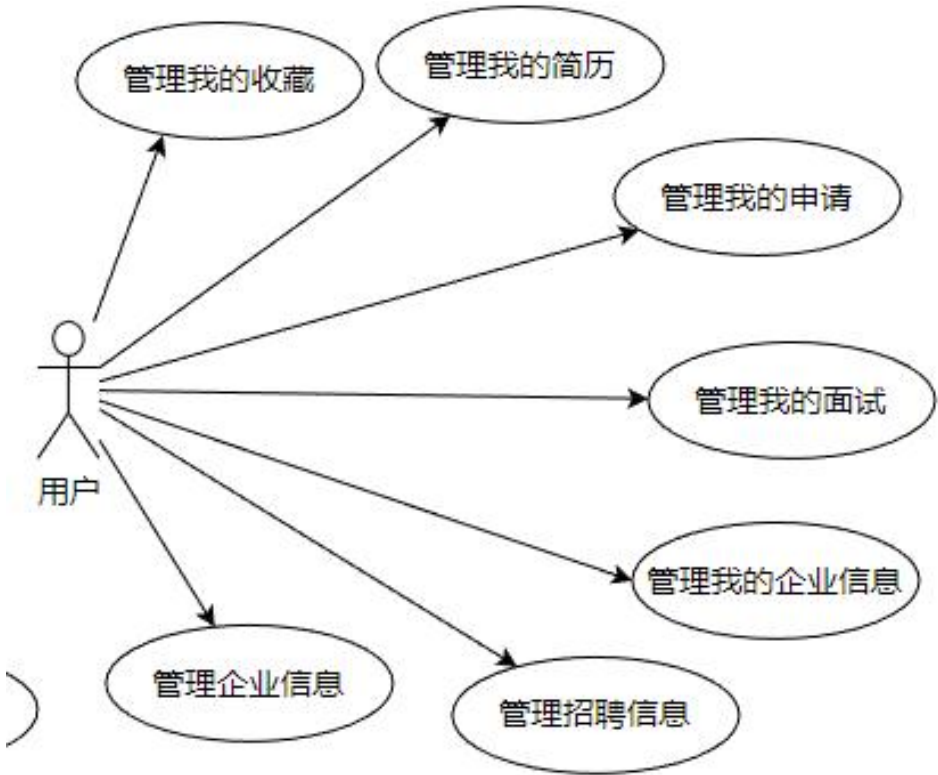 管理我的收藏
管理我的简历
管理我的申请
管理我的面试
用户
管理我的企业信息
管理企业信息
管理招聘信息